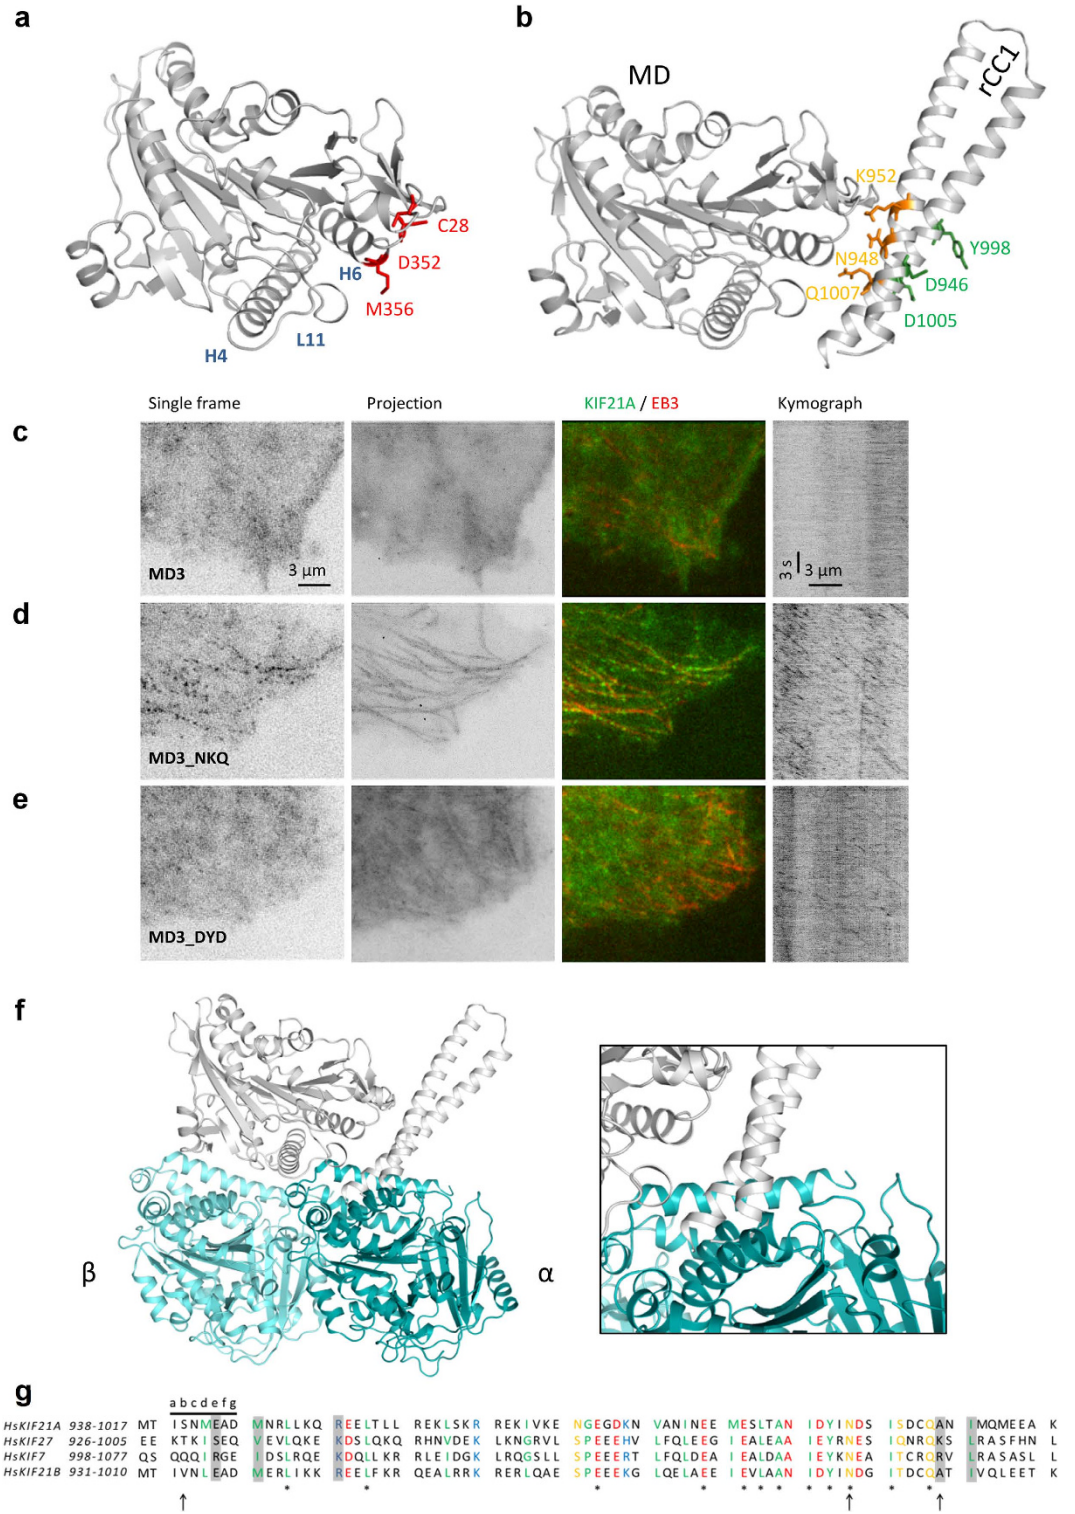 a
C28
D352
H6
M356
L11
H4
b
MD
rCC1
K952
Y998
N948
D946
Q1007
D1005
Single frame
Projection
KIF21A / EB3
Kymograph
c
MD3
3 μm
3 s
3 μm
d
MD3_NKQ
e
MD3_DYD
f
β
α
g
a b c d e f g
HsKIF21A 938-1017 MT ISNMEAD MNRLLKQ REELTLL REKLSKR REKIVKE NGEGDKN VANINEE MESLTAN IDYINDS ISDCQAN IMQMEEA K
HsKIF27 926-1005 EE KTKISEQ VEVLQKE KDSLQKQ RHNVDEK LKNGRVL SPEEEHV LFQLEEG IEALEAA IEYRNES IQNRQKS LRASFHN L
HsKIF7 998-1077 QS QQQIRGE IDSLRQE KDQLLKR RLEIDGK LRQGSLL SPEEERT LFQLDEA IEALDAA IEYKNEA ITCRQRV LRASASL L
HsKIF21B 931-1010 MT IVNLEAD MERLIKK REELFKR QEALRRK RERLQAE SPEEEKG LQELAEE IEVLAAN IDYINDG ITDCQAT IVQLEET K